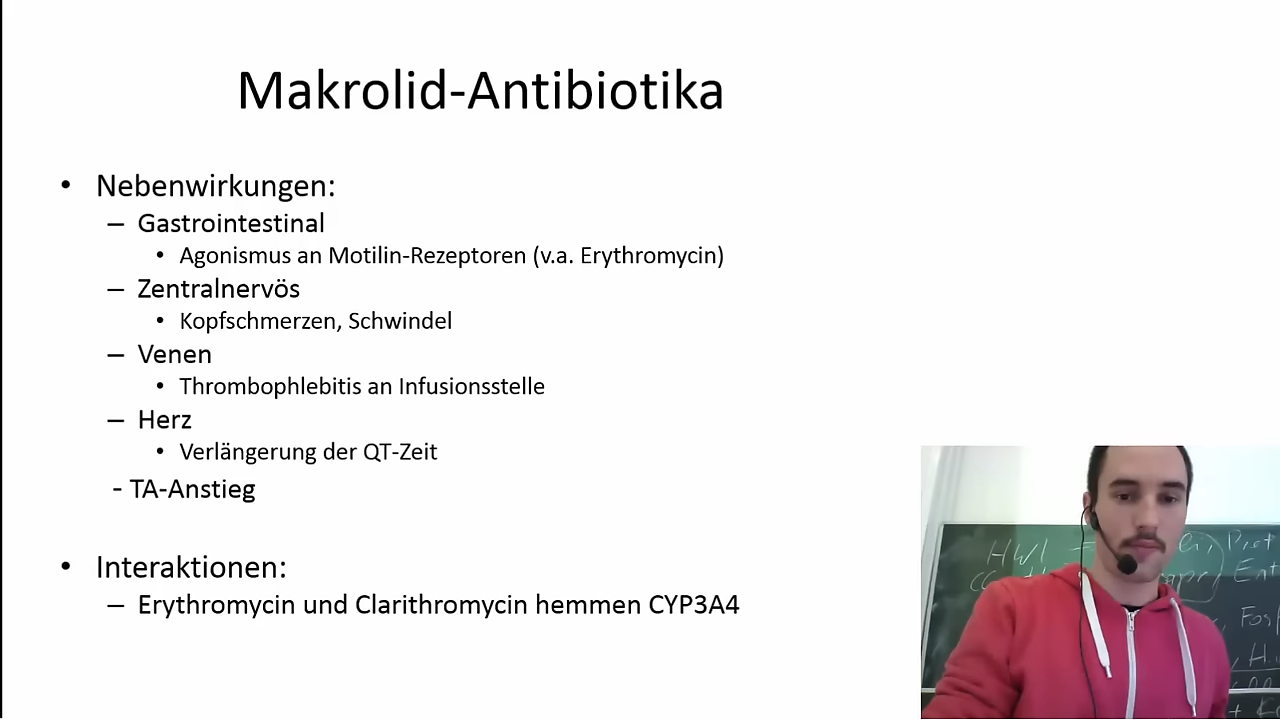 Makrolid-Antibiotika
• Nebenwirkungen:
– Gastrointestinal
• Agonismus an Motilin-Rezeptoren (v.a. Erythromycin)
– Zentralnervös
• Kopfschmerzen, Schwindel
– Venen
• Thrombophlebitis an Infusionsstelle
– Herz
• Verlängerung der QT-Zeit
- TA-Anstieg
• Interaktionen:
– Erythromycin und Clarithromycin hemmen CYP3A4
HWI